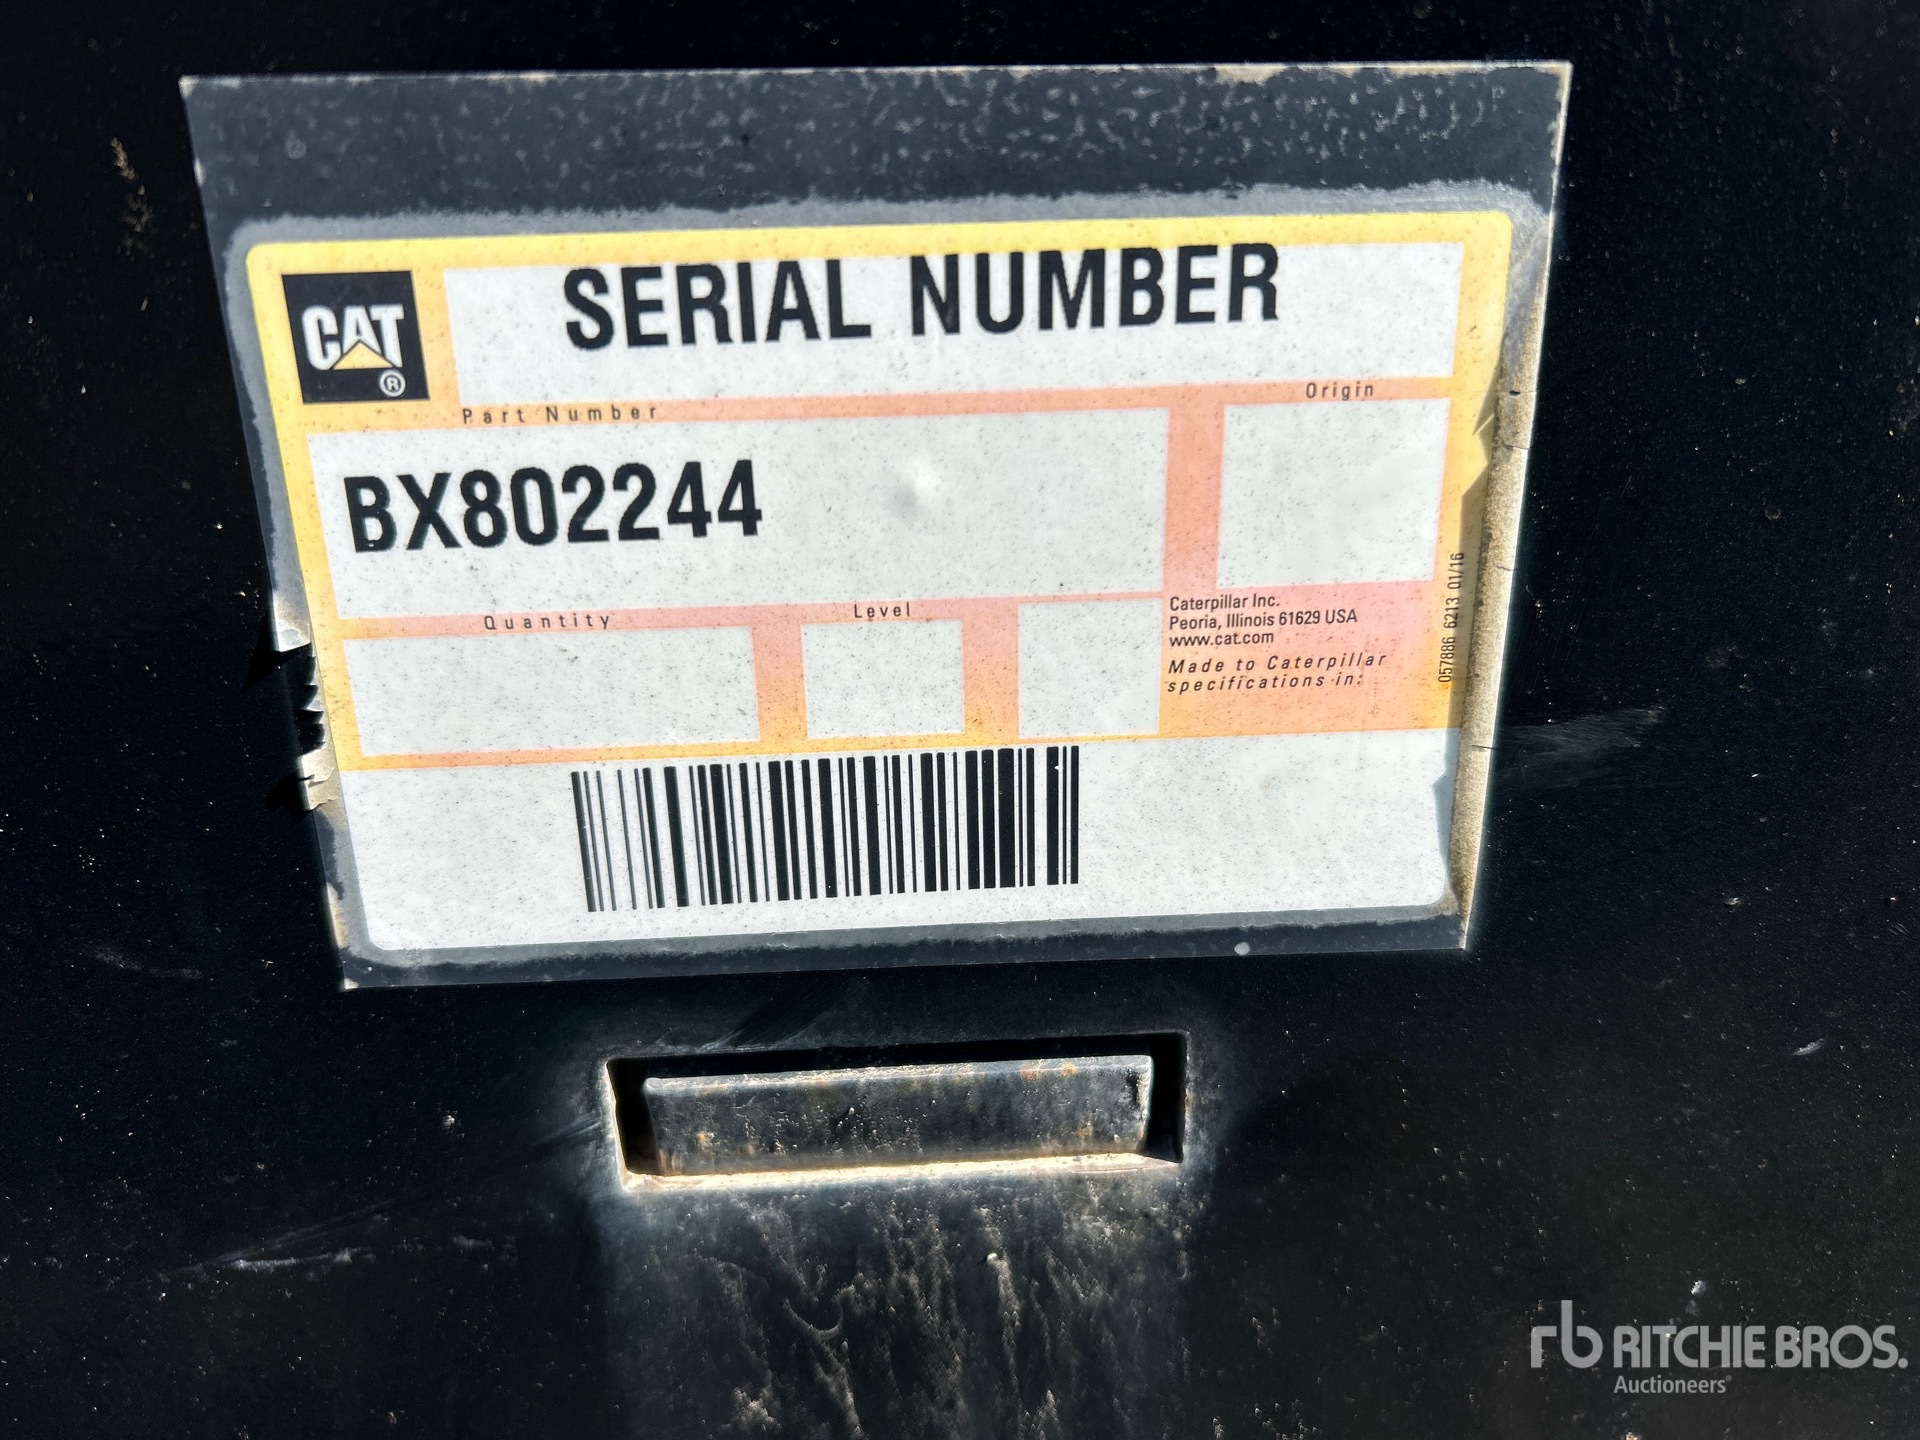 SERIAL NUMBER
CAT
®
Part Number
Origin
BX802244
Quantity
Level
Caterpillar Inc.
Peoria, Illinois 61629 USA
www.cat.com
Made to Caterpillar
specifications in:
057886 6213 01/16
rb RITCHIE BROS.
Auctioneers